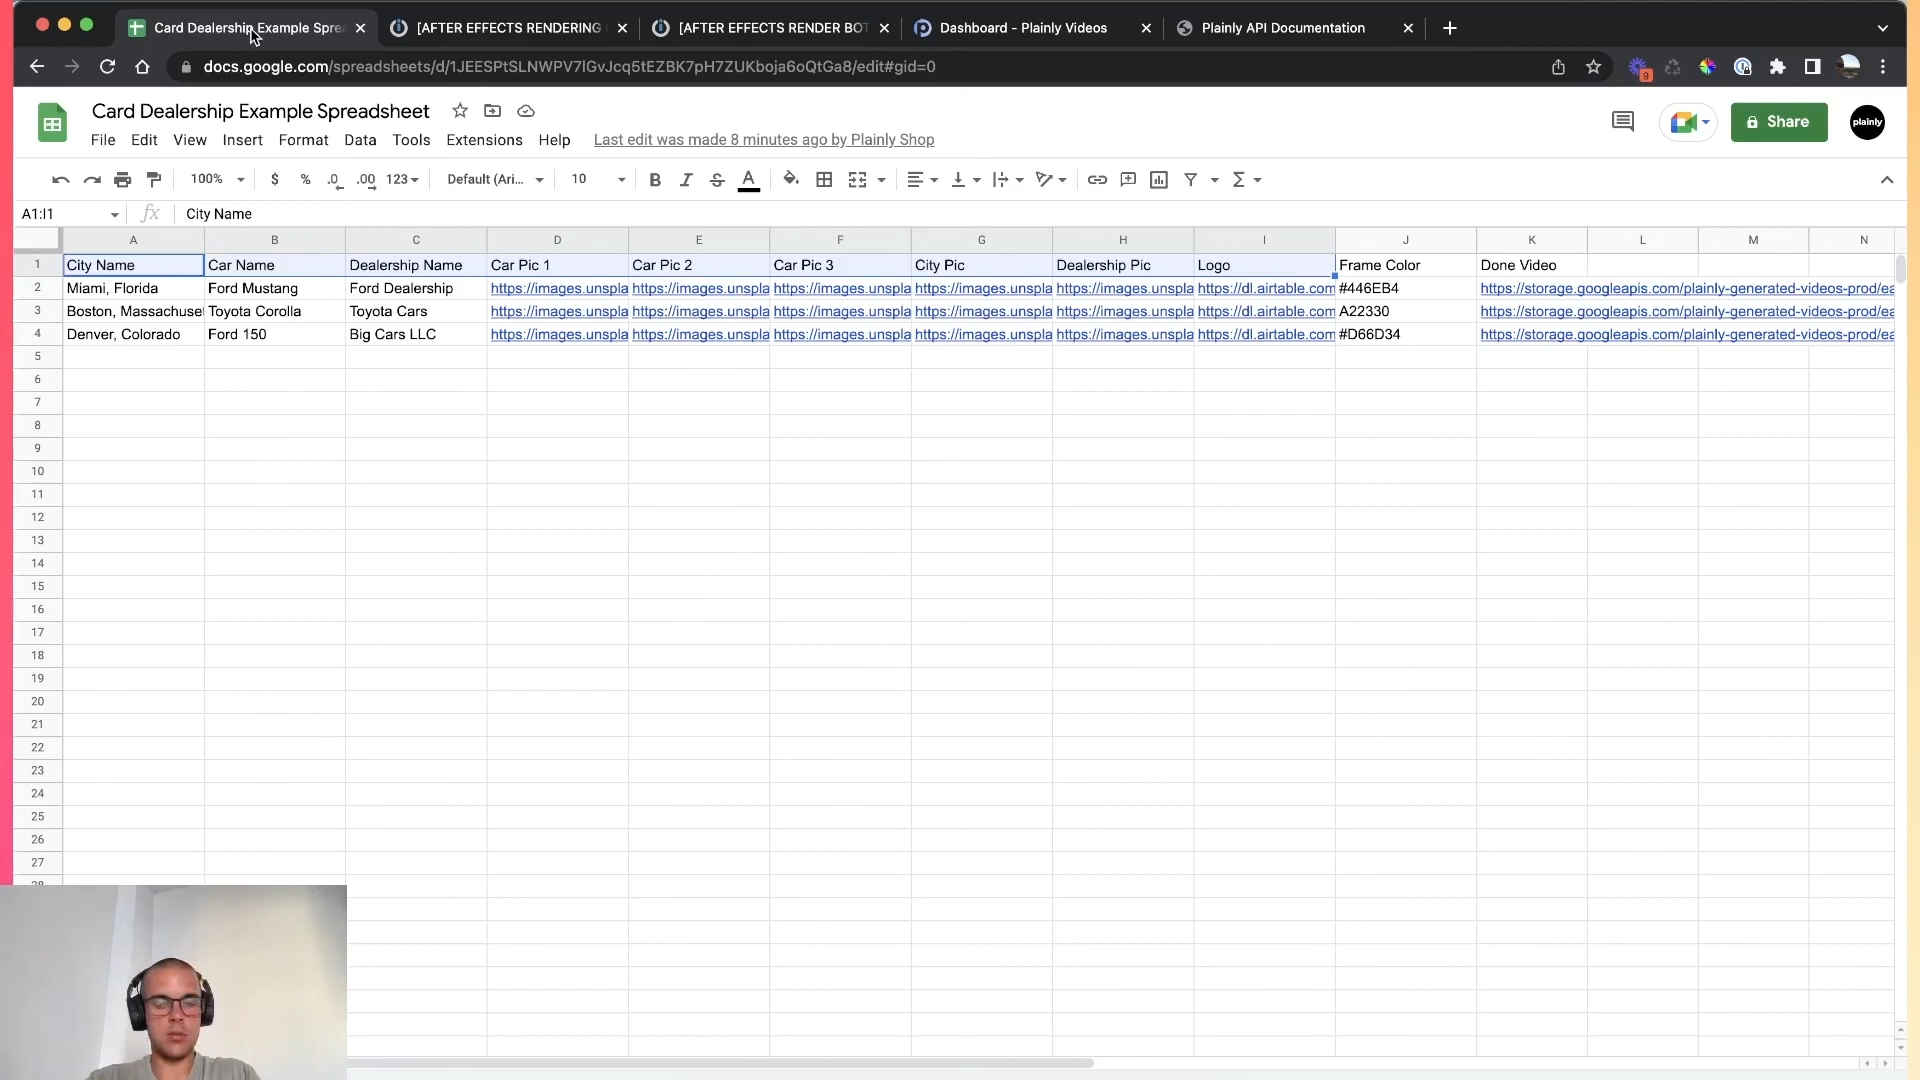 Card Dealership Example Spre
[AFTER EFFECTS RENDERING
[AFTER EFFECTS RENDER BOT
Dashboard - Plainly Videos
Plainly API Documentation
docs.google.com/spreadsheets/d/1JEESPtSLNWPV7lGvJcq5tEZBK7pH7ZUKboja6oQtGa8/edit#gid=0
9
Card Dealership Example Spreadsheet
File Edit View Insert Format Data Tools Extensions Help Last edit was made 8 minutes ago by Plainly Shop
Share
plainly
100% $ % .0 .00 123 Default (Ari... 10 B I S A
A1:I1 fx City Name
A B C D E F G H I J K L M N
1 City Name Car Name Dealership Name Car Pic 1 Car Pic 2 Car Pic 3 City Pic Dealership Pic Logo Frame Color Done Video
2 Miami, Florida Ford Mustang Ford Dealership https://images.unspla https://images.unspla https://images.unspla https://images.unspla https://images.unspla https://dl.airtable.com #446EB4 https://storage.googleapis.com/plainly-generated-videos-prod/ea
3 Boston, Massachuset Toyota Corolla Toyota Cars https://images.unspla https://images.unspla https://images.unspla https://images.unspla https://images.unspla https://dl.airtable.com A22330 https://storage.googleapis.com/plainly-generated-videos-prod/ea
4 Denver, Colorado Ford 150 Big Cars LLC https://images.unspla https://images.unspla https://images.unspla https://images.unspla https://images.unspla https://dl.airtable.com #D66D34 https://storage.googleapis.com/plainly-generated-videos-prod/ea
5
6
7
8
9
10
11
12
13
14
15
16
17
18
19
20
21
22
23
24
25
26
27